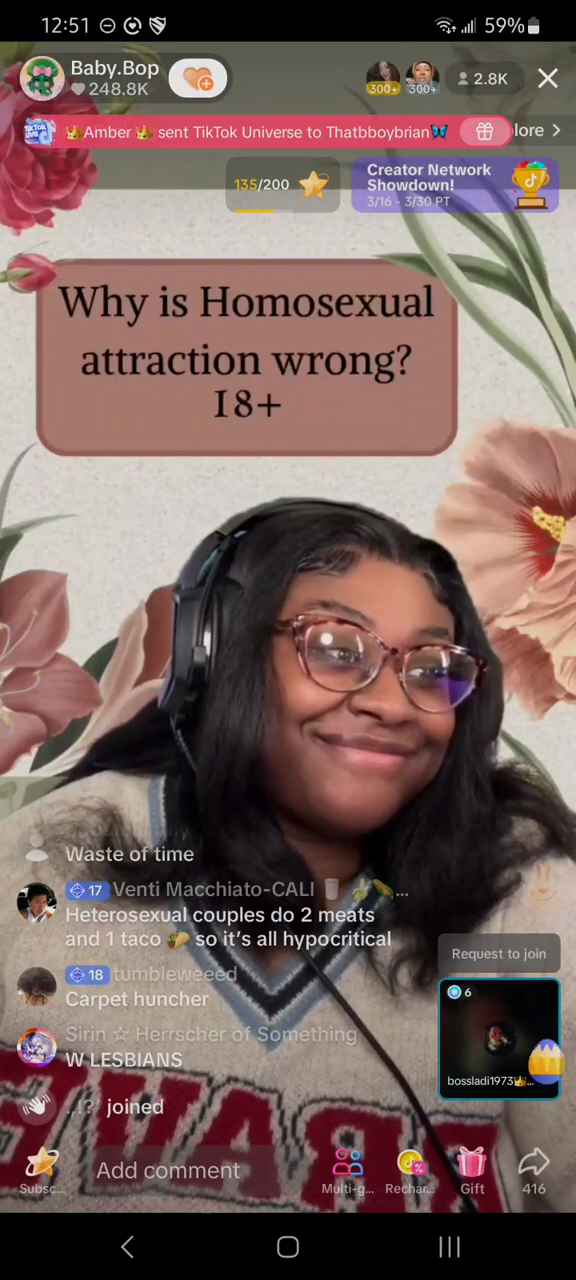 12:51
59%
Baby.Bop
248.8K
300+
300+
2.8K
TikTok LIVE
Amber sent TikTok Universe to Thatbboybrian
lore >
135/200
Creator Network
Showdown!
3/16 - 3/30 PT
Why is Homosexual
attraction wrong?
18+
Waste of time
17 Venti Macchiato-CALI ...
Heterosexual couples do 2 meats
and 1 taco 🌮 so it's all hypocritical
18 tumbleweeed
Carpet huncher
Sirin ☆ Herrscher of Something
W LESBIANS
.,!?' joined
Request to join
6
bossladi1973👑...
Add comment
Subsc...
Multi-g...
Rechar...
Gift
416